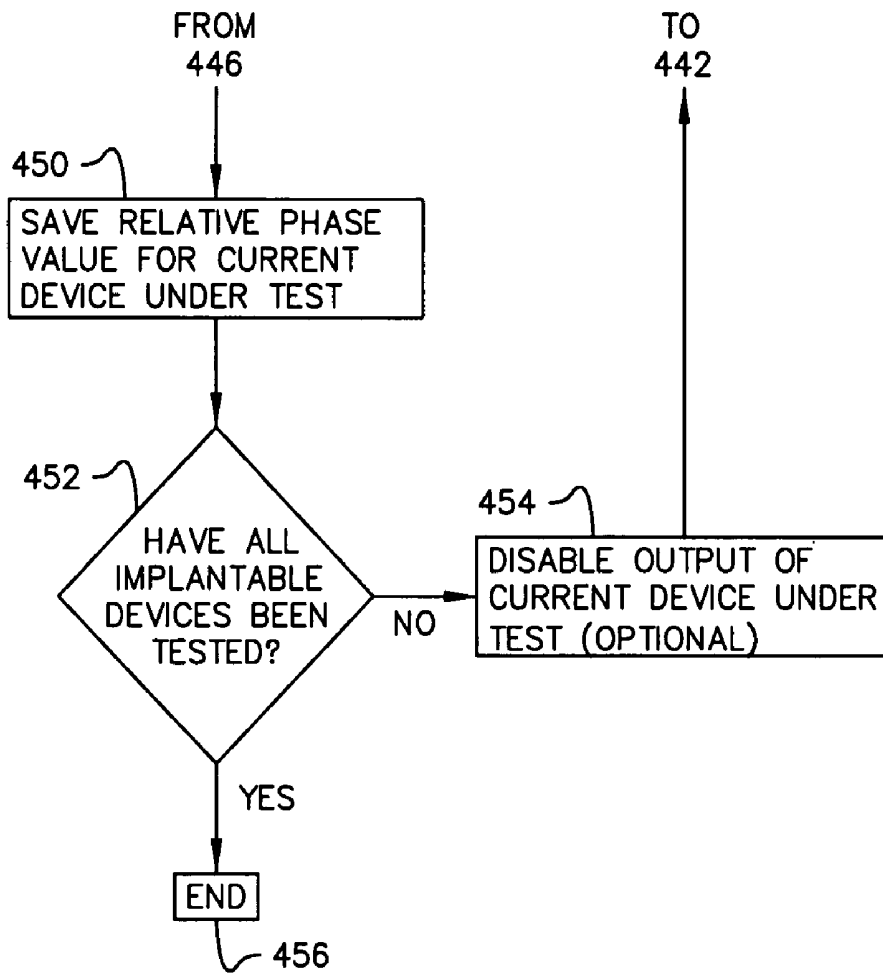 FROM
446
TO
442
450
SAVE RELATIVE PHASE
VALUE FOR CURRENT
DEVICE UNDER TEST
452
HAVE ALL
IMPLANTABLE
DEVICES BEEN
TESTED?
NO
454
DISABLE OUTPUT OF
CURRENT DEVICE UNDER
TEST (OPTIONAL)
YES
END
456